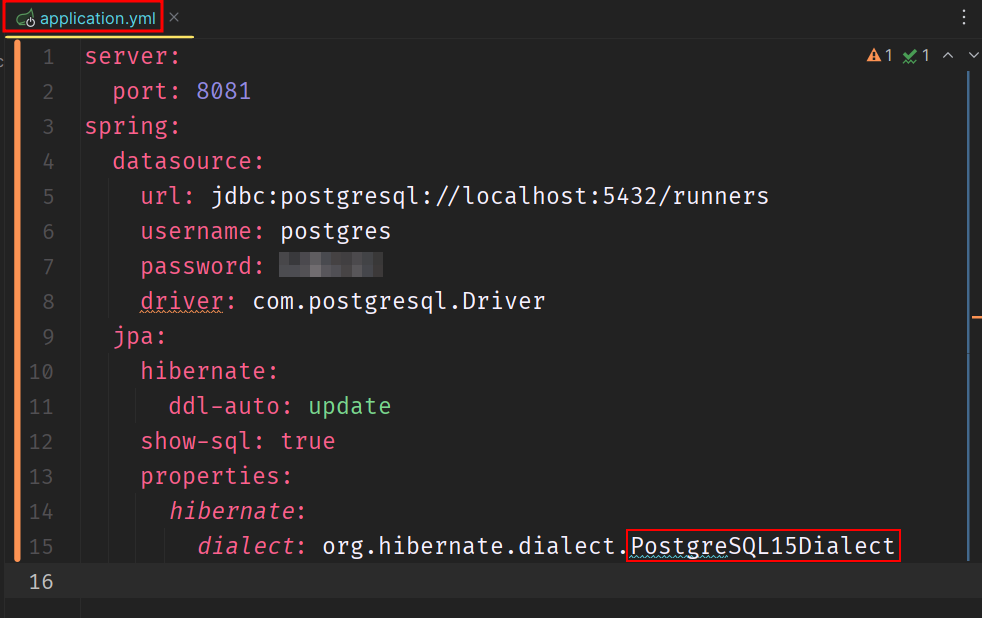 application.yml
1 server: 1 1
2 port: 8081
3 spring:
4 datasource:
5 url: jdbc:postgresql://localhost:5432/runners
6 username: postgres
7 password:
8 driver: com.postgresql.Driver
9 jpa:
10 hibernate:
11 ddl-auto: update
12 show-sql: true
13 properties:
14 hibernate:
15 dialect: org.hibernate.dialect.PostgreSQL15Dialect
16